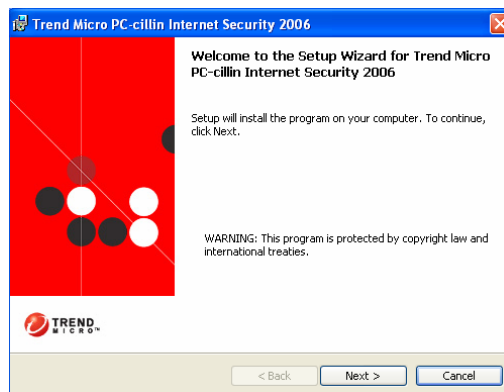 Trend Micro PC-cillin Internet Security 2006
Welcome to the Setup Wizard for Trend Micro
PC-cillin Internet Security 2006
Setup will install the program on your computer. To continue,
click Next.
WARNING: This program is protected by copyright law and
international treaties.
TREND
MICRO™
< Back
Next >
Cancel